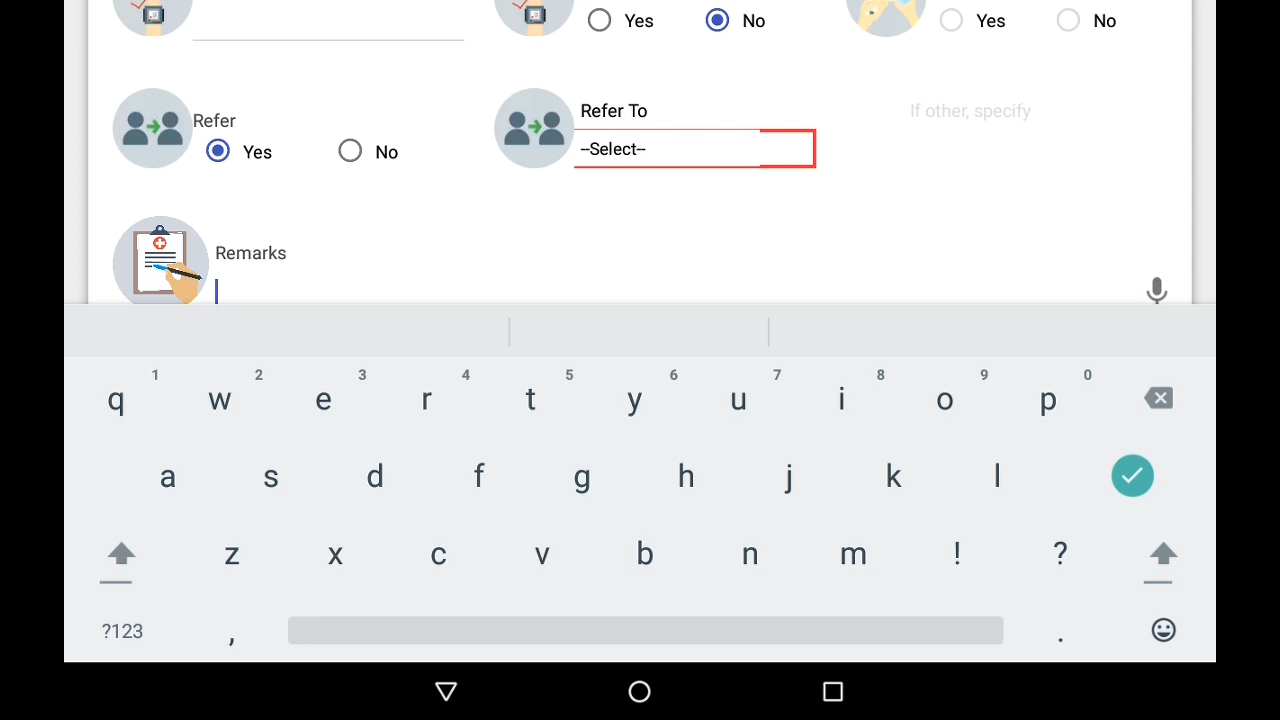 Yes No Yes No
Refer Refer To If other, specify
Yes No --Select--
Remarks
1 2 3 4 5 6 7 8 9 0
q w e r t y u i o p
a s d f g h j k l
z x c v b n m ! ?
?123 , .